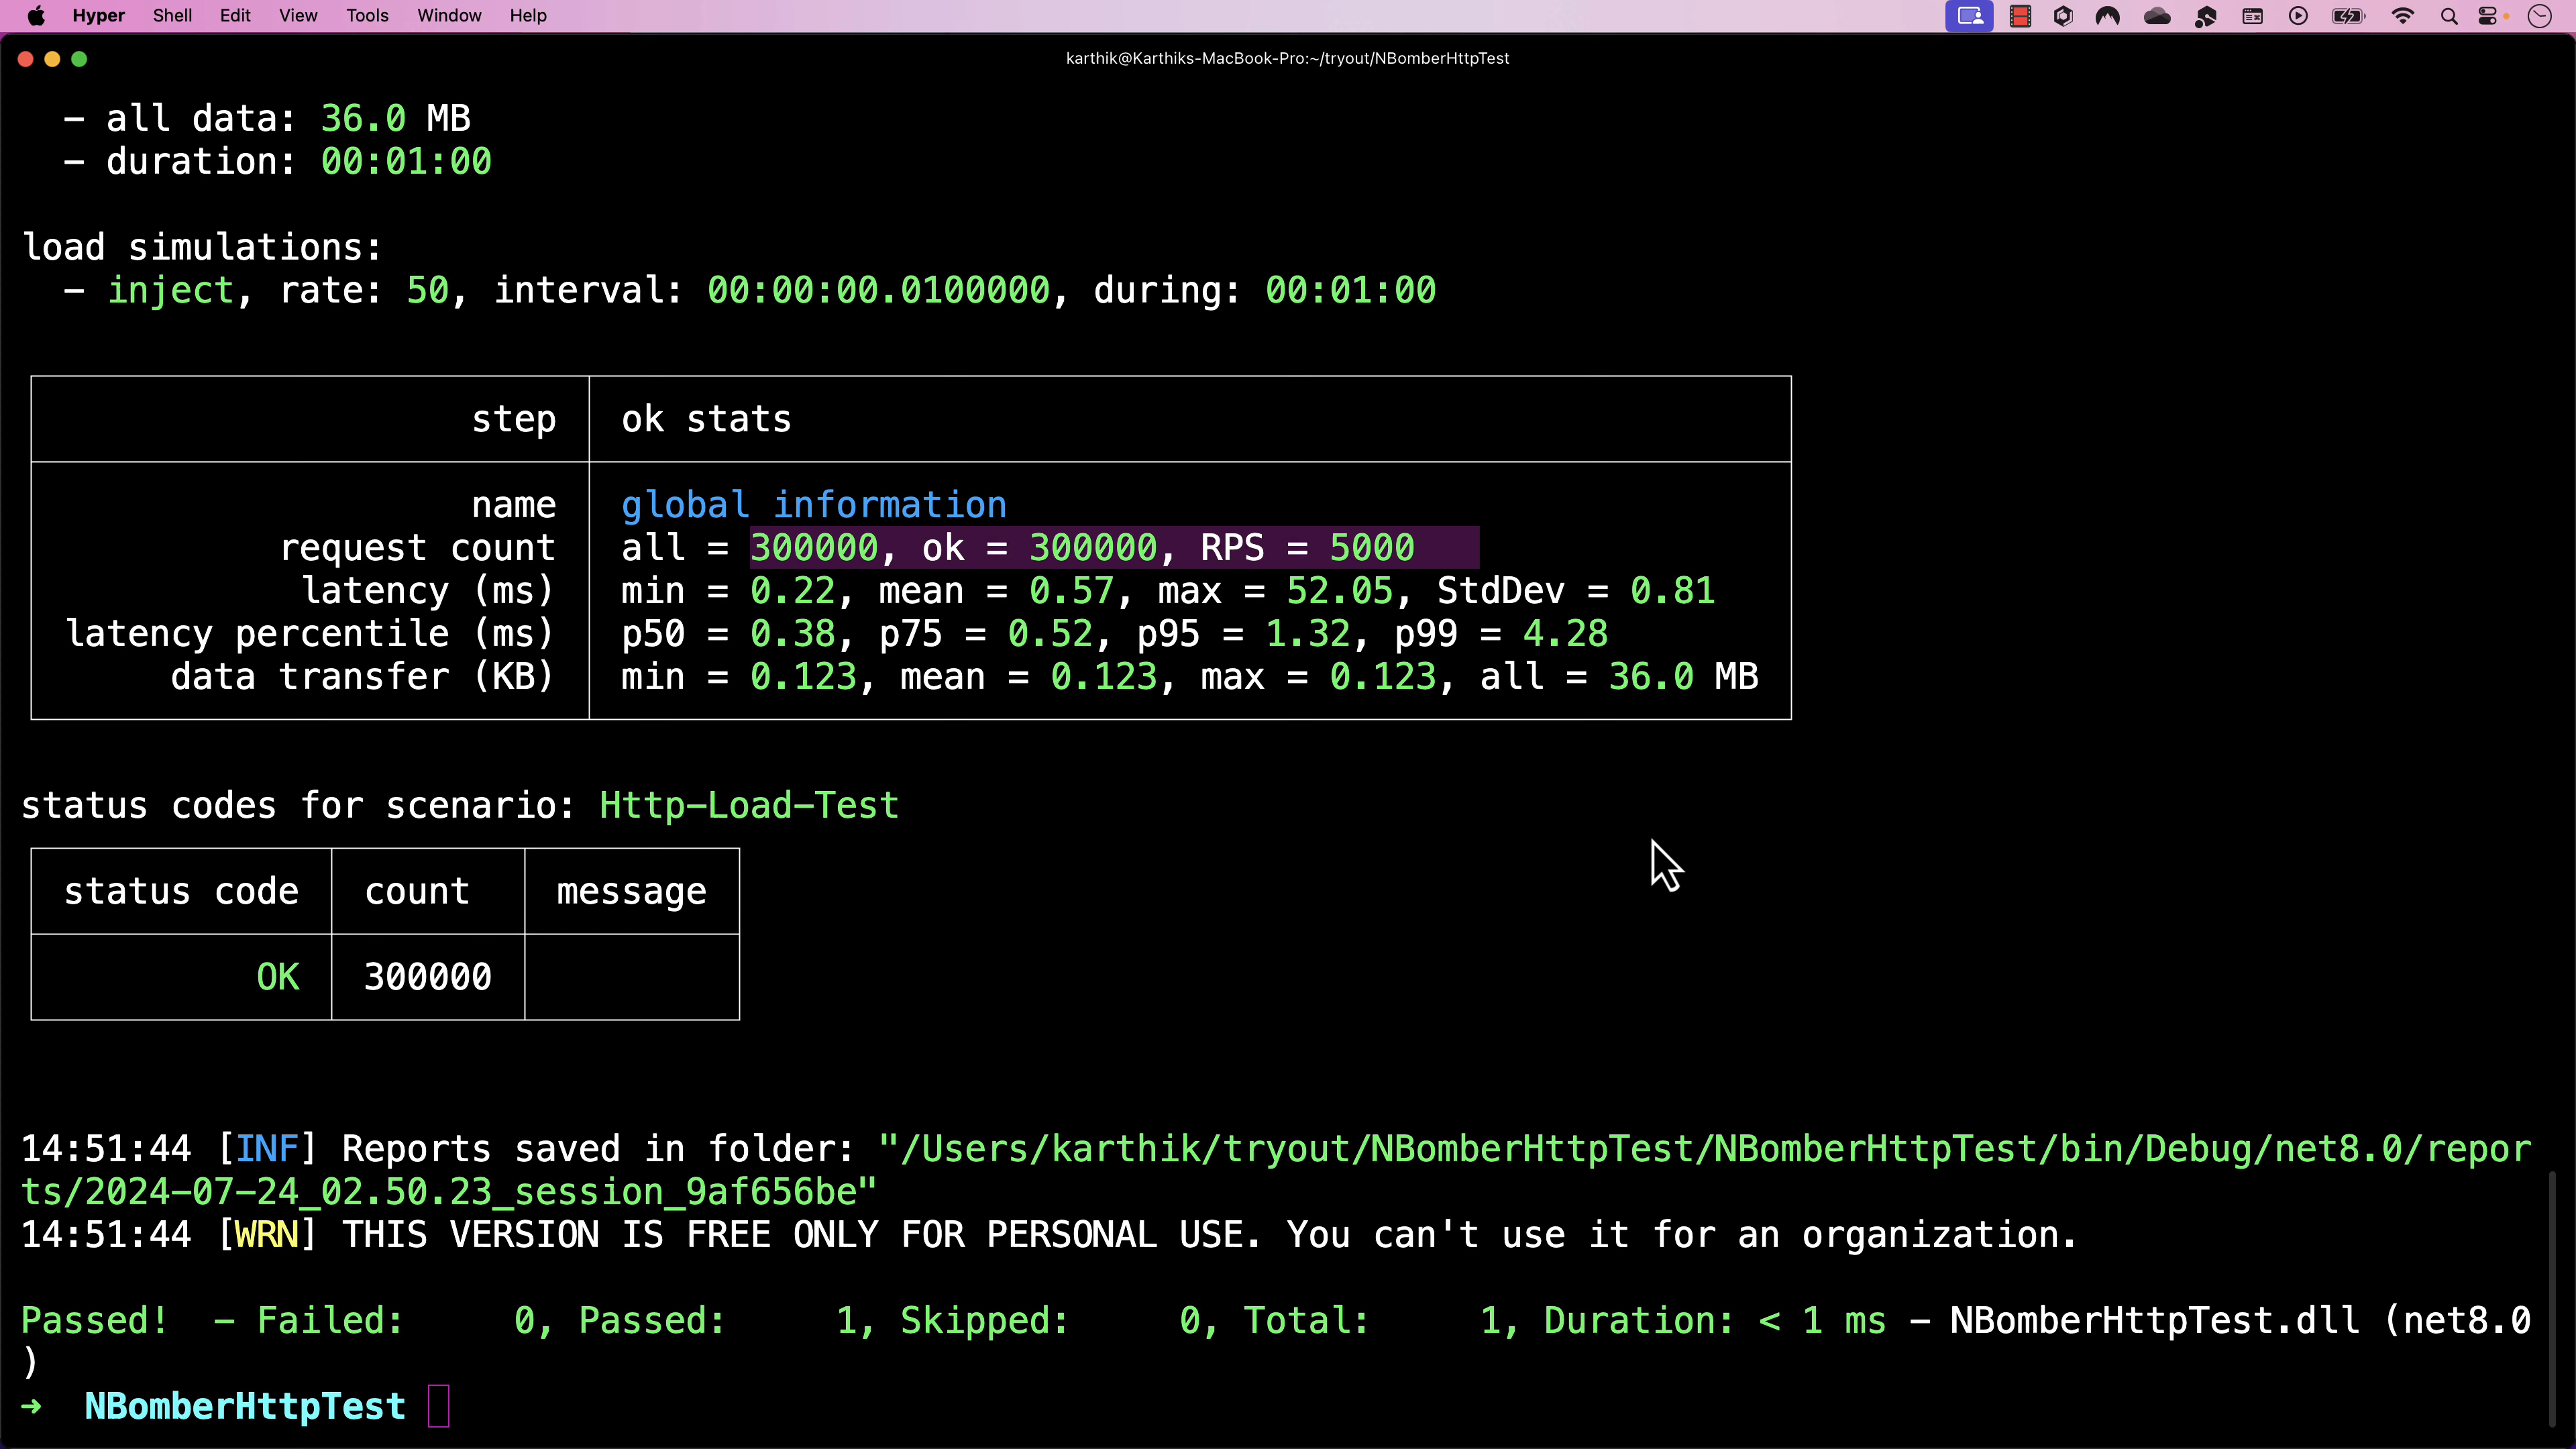 Hyper Shell Edit View Tools Window Help
karthik@Karthiks-MacBook-Pro:~/tryout/NBomberHttpTest
– all data: 36.0 MB
– duration: 00:01:00
load simulations:
– inject, rate: 50, interval: 00:00:00.0100000, during: 00:01:00
step ok stats
name global information
request count all = 300000, ok = 300000, RPS = 5000
latency (ms) min = 0.22, mean = 0.57, max = 52.05, StdDev = 0.81
latency percentile (ms) p50 = 0.38, p75 = 0.52, p95 = 1.32, p99 = 4.28
data transfer (KB) min = 0.123, mean = 0.123, max = 0.123, all = 36.0 MB
status codes for scenario: Http-Load-Test
status code count message
OK 300000
14:51:44 [INF] Reports saved in folder: "/Users/karthik/tryout/NBomberHttpTest/NBomberHttpTest/bin/Debug/net8.0/repor
ts/2024-07-24_02.50.23_session_9af656be"
14:51:44 [WRN] THIS VERSION IS FREE ONLY FOR PERSONAL USE. You can't use it for an organization.
Passed! – Failed: 0, Passed: 1, Skipped: 0, Total: 1, Duration: < 1 ms – NBomberHttpTest.dll (net8.0
)
➜ NBomberHttpTest